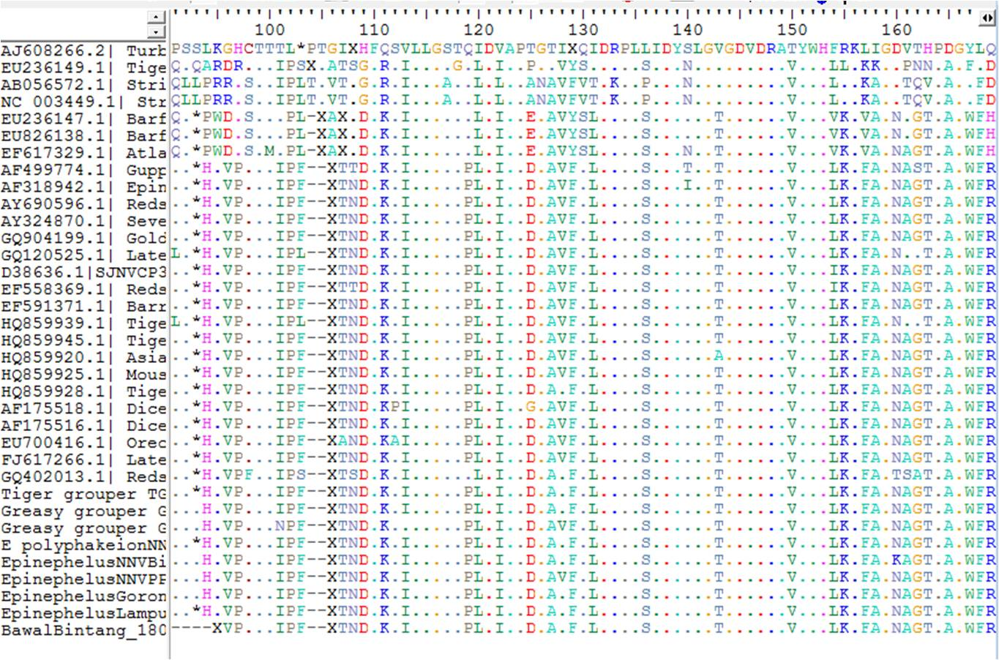 100 110 120 130 140 150 160
AJ608266.2| Turb PSSLKGHCTTTL*PTGIXHFQSVLLGSTQIDVAPTGTIXQIDRPLLIDYSLGVGDVDRATYWHFRKLIGDVTHPDGYLQ
EU236149.1| Tige Q.QARDR...IPSX.ATSG.R.I....G.L.I..P..VYS.....S...N.........V...LL.KK..PNN.A.F.D
AB056572.1| Stri QLLPRR.S..IPLT.VT.G.R.I...A..L.L..ANAVFVT.K..P...N.........V...L..KA..TQV.A..FD
NC 003449.1| Str QLLPRR.S..IPLT.VT.G.R.I...A..L.L..ANAVFVT.K..P...N.........V...L..KA..TQV.A..FD
EU236147.1| Barf Q.*PWD.S...PL-XAX.D.K.I......L.I..E.AVYSL....S......T......V...VK.VA.N.GT.A.WFH
EU826138.1| Barf Q.*PWD.S...PL-XAX.D.K.I......L.I..E.AVYSL....S......T......V...VK.VA.N.GT.A.WFH
EF617329.1| Atla Q.*PWD.S.M.PL-XAX.D.K.I......L.I..E.AVYSL....S...N..T......V...VK.VA.NAGT.A.WFH
AF499774.1| Gupp ..*H.VP...IPF--XTTD.K.I.....PL.I..D.AVF.L....S...T..T......V...LK.FA.NAST.A.WFR
AF318942.1| Epin ..*H.VP...IPF--XTND.K.I.....PL.I..D.AVF.L....S...I..T......V...LK.FA.NAGT.A.WFR
AY690596.1| Reds ..*H.VP...IPF--XTND.K.I.....PL.I..D.AVF.L....S......T......V...LK.FA.NAGT.A.WFR
AY324870.1| Seve ..*H.VP...IPF--XTND.K.I.....PL.I..D.AVF.L....S......T......V...LK.FA.NAGT.A.WFR
GQ904199.1| Gold ..*H.VP...IPF--XTND.K.I.....PL.I..D.AVF.L....S......T......V...LK.FA.NAGT.A.WFR
GQ120525.1| Late L.*H.VP...IPL--XTND.K.I.....PL.I..D.AVF.L....S......T......V...LK.FA.N..T.A.WFR
D38636.1|SJNVCP3 ..*H.VP...IPF--XTND.K.I.....PL.I..D.AVF.L....S......T......V...IK.FA.NAGT.A.WFR
EF558369.1| Reds ..*H.VP...IPF--XTTD.K.I.....PL.I..D.AVF.L....S......T......V...IK.FA.NAGT.A.WFR
EF591371.1| Barr ..*H.VP...IPF--XTND.K.I.....PL.I..D.AVF.L....S......T......V...LK.FA.NAGT.A.WFR
HQ859939.1| Tige L.*H.VP...IPL--XTND.K.I.....PL.I..D.AVF.L....S......T......V...LK.FA.N..T.A.WFR
HQ859945.1| Tige ..*H.VP...IPF--XTND.K.I.....PL.I..D.AVF.L....S......T......V...LK.FA.NAGT.A.WFR
HQ859920.1| Asia ..*H.VP...IPF--XTND.K.I.....PL.I..D.AVF.L....S......A......V...LK.FA.NAGT.A.WFR
HQ859925.1| Mous ..*H.VP...IPF--XTND.K.I.....PL.I..D.AVF.L....S......T......V...LK.FA.NAGT.A.WFR
HQ859928.1| Tige ..*H.VP...IPF--XTND.K.I.....PL.I..D.A.F.L....S......T......V...LK.FA.NAGT.A.WFR
AF175518.1| Dice ..*H.VP...IPF--XTND.KPI.....PL.I..G.AVF.L....S......T......V...LK.FA.NAGT.A.WFR
AF175516.1| Dice ..*H.VP...IPF--XTND.K.I.....PL.I..D.AVF.L....S......T......V...LK.FA.NAGT.A.WFR
EU700416.1| Orec ..*H.VP...IPF--XAND.KAI.....PL.I..D.AVF.L....S......T......V...LK.FA.NAGT.A.WFR
FJ617266.1| Late ..*H.VP...IPF--XTND.K.I.....PL.I..D.AVF.L....S......T......V...LK.FA.NAGT.A.WFR
GQ402013.1| Reds ..*H.VPF...IPS--XTSD.K.I......L.I..D.A.F.L....S......T......V...LK.FA.TSAT.A.WFR
Tiger grouper TG ..*H.VP...IPF--XTND.K.I.....PL.I..D.A.F.L....S......T......V...LK.FA.NAGT.A.WFR
Greasy grouper G ...H.VP...IPF--XTND.K.I.....PL.I..D.A.F.L....S......T......V...LK.FA.NAGT.A.WFR
Greasy grouper G ...H.VP...NPF--XTND.K.I.....PL.I..D.AVF.L....S......T......V...LK.FA.NAGT.A.WFR
E polyphakeionNN ..*H.VP...IPF--XTND.K.I.....PL.I..D.A.F.L....S......T......V...LK.FA.NAGT.A.WFR
EpinephelusNNVBi ...H.VP...IPF--XTND.K.I.....PL.I..D.A.F.L....S......T......V...LK.FA.KAGT.A.WFR
EpinephelusNNVPF ...H.VP...IPF--XTND.K.I.....PL.I..D.AVF.L....S......T......V...LK.FA.NAGT.A.WFR
EpinephelusGoron ...H.VP...IPF--XTND.K.I.....PL.I..D.A.F.L....S......T......V...LK.FA.NAGT.A.WFR
EpinephelusLampu ..*H.VP...IPF--XTND.K.I.....PL.I..D.A.F.L....S......T......V...LK.FA.NAGT.A.WFR
BawalBintang_180 ----XVP...IPF--XTND.K.I.....PL.I..D.A.F.L....S......T......V...LK.FA.NAGT.A.WFR